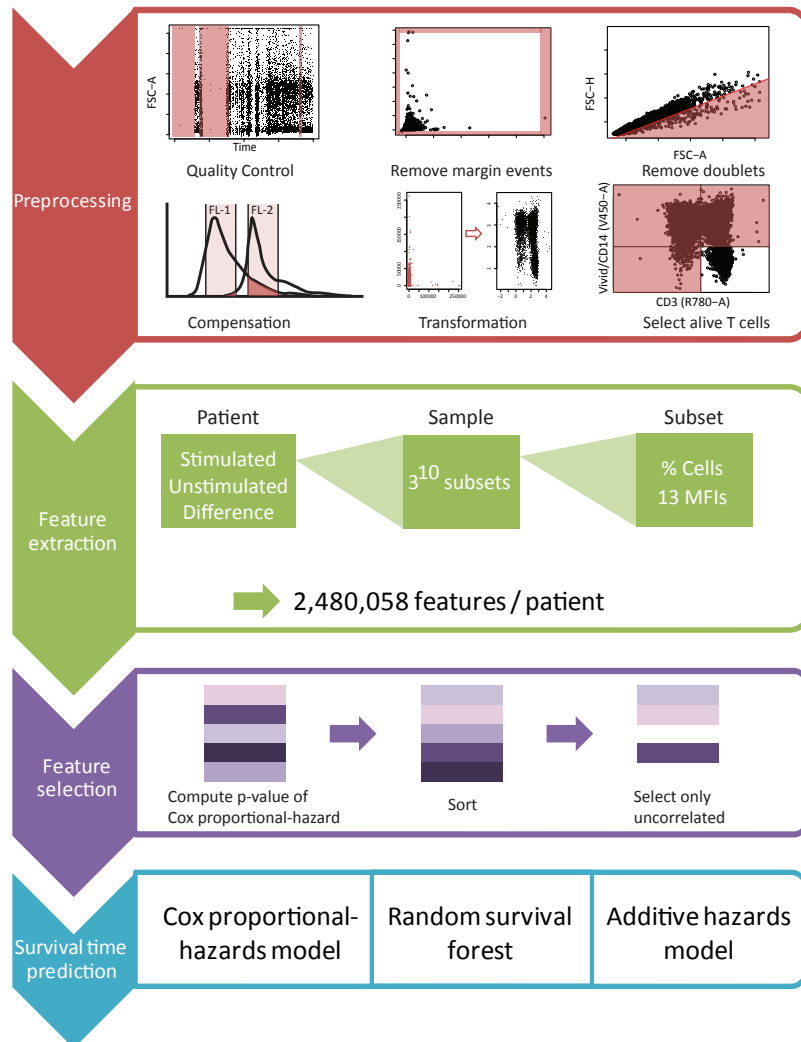 Preprocessing
FSC−A
Time
Quality Control
Remove margin events
FSC−H
FSC−A
Remove doublets
FL-1
FL-2
Compensation
250000
150000
50000
0
0
100000
250000
4
3
2
1
−2
0
2
4
Transformation
Vivid/CD14 (V450−A)
CD3 (R780−A)
Select alive T cells
Feature
extraction
Patient
Sample
Subset
Stimulated
Unstimulated
Difference
3^10 subsets
% Cells
13 MFIs
2,480,058 features / patient
Feature
selection
Compute p-value of
Cox proportional-hazard
Sort
Select only
uncorrelated
Survival time
prediction
Cox proportional-
hazards model
Random survival
forest
Additive hazards
model